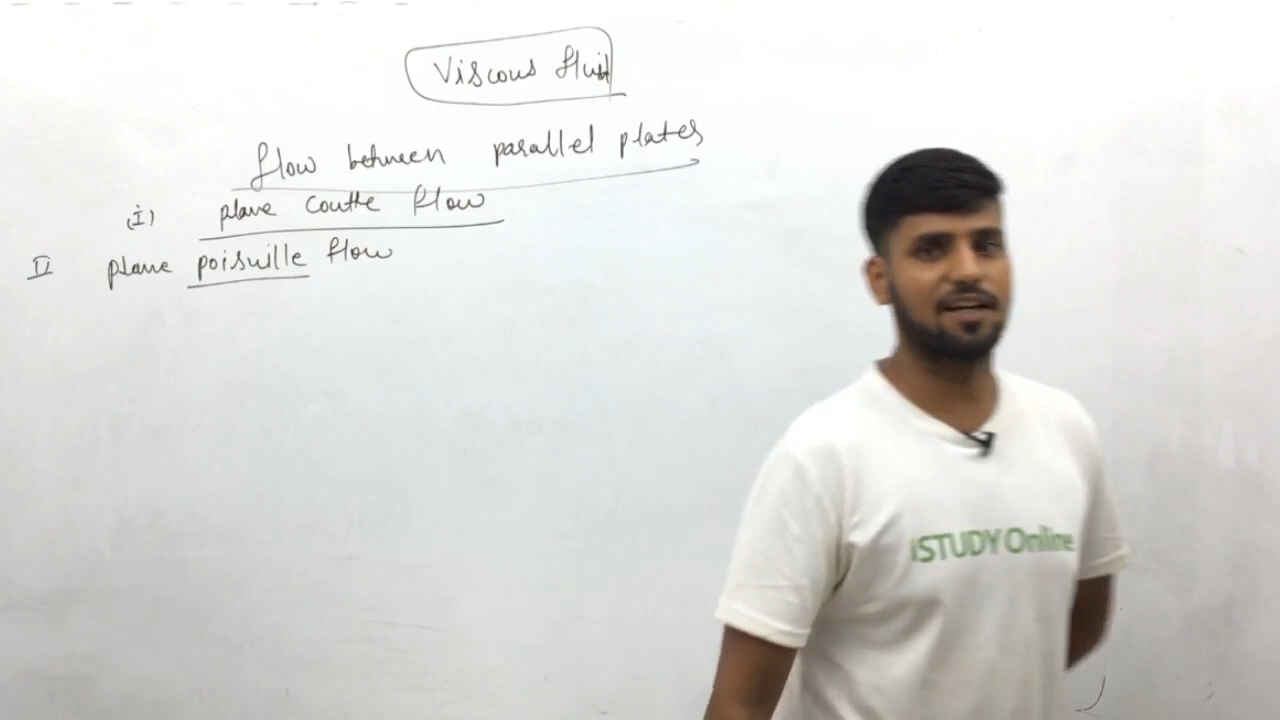 Viscous fluid
flow between parallel plates
(i) plane Coutte flow
II plane poisuille flow
iSTUDY Online